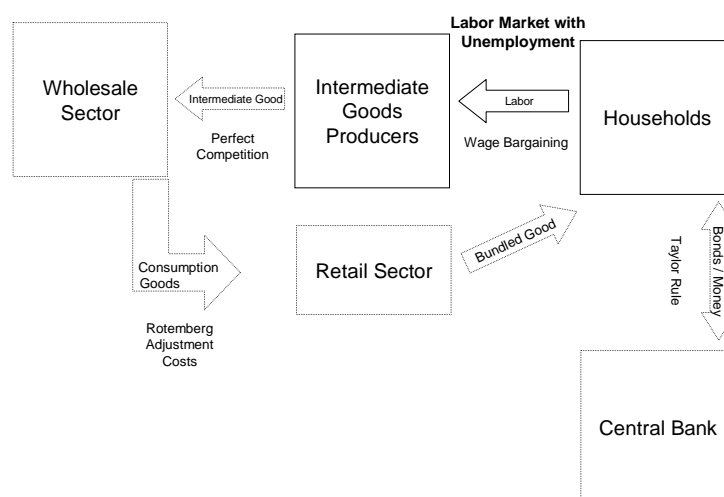 Labor Market with
Unemployment
Wholesale
Sector
Intermediate Good
Perfect
Competition
Intermediate
Goods
Producers
Labor
Wage Bargaining
Households
Consumption
Goods
Rotemberg
Adjustment
Costs
Retail Sector
Bundled Good
Taylor Rule
Bonds / Money
Central Bank